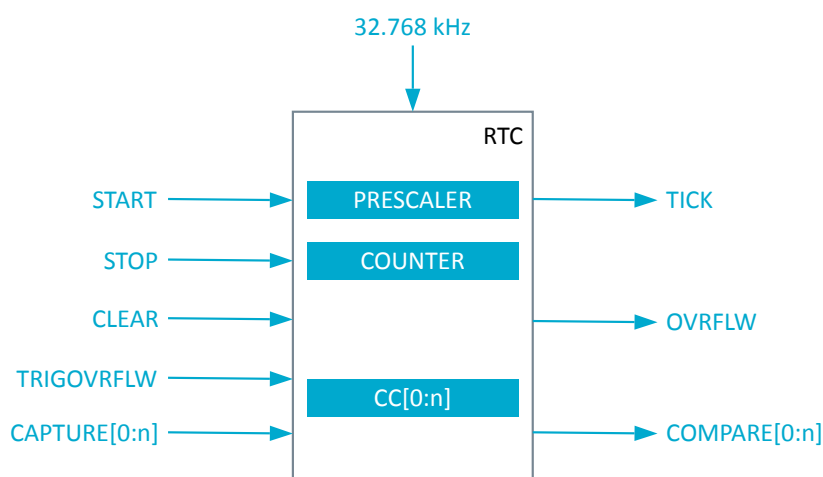 32.768 kHz
RTC
START
PRESCALER
TICK
STOP
COUNTER
CLEAR
OVRFLW
TRIGOVRFLW
CC[0:n]
CAPTURE[0:n]
COMPARE[0:n]